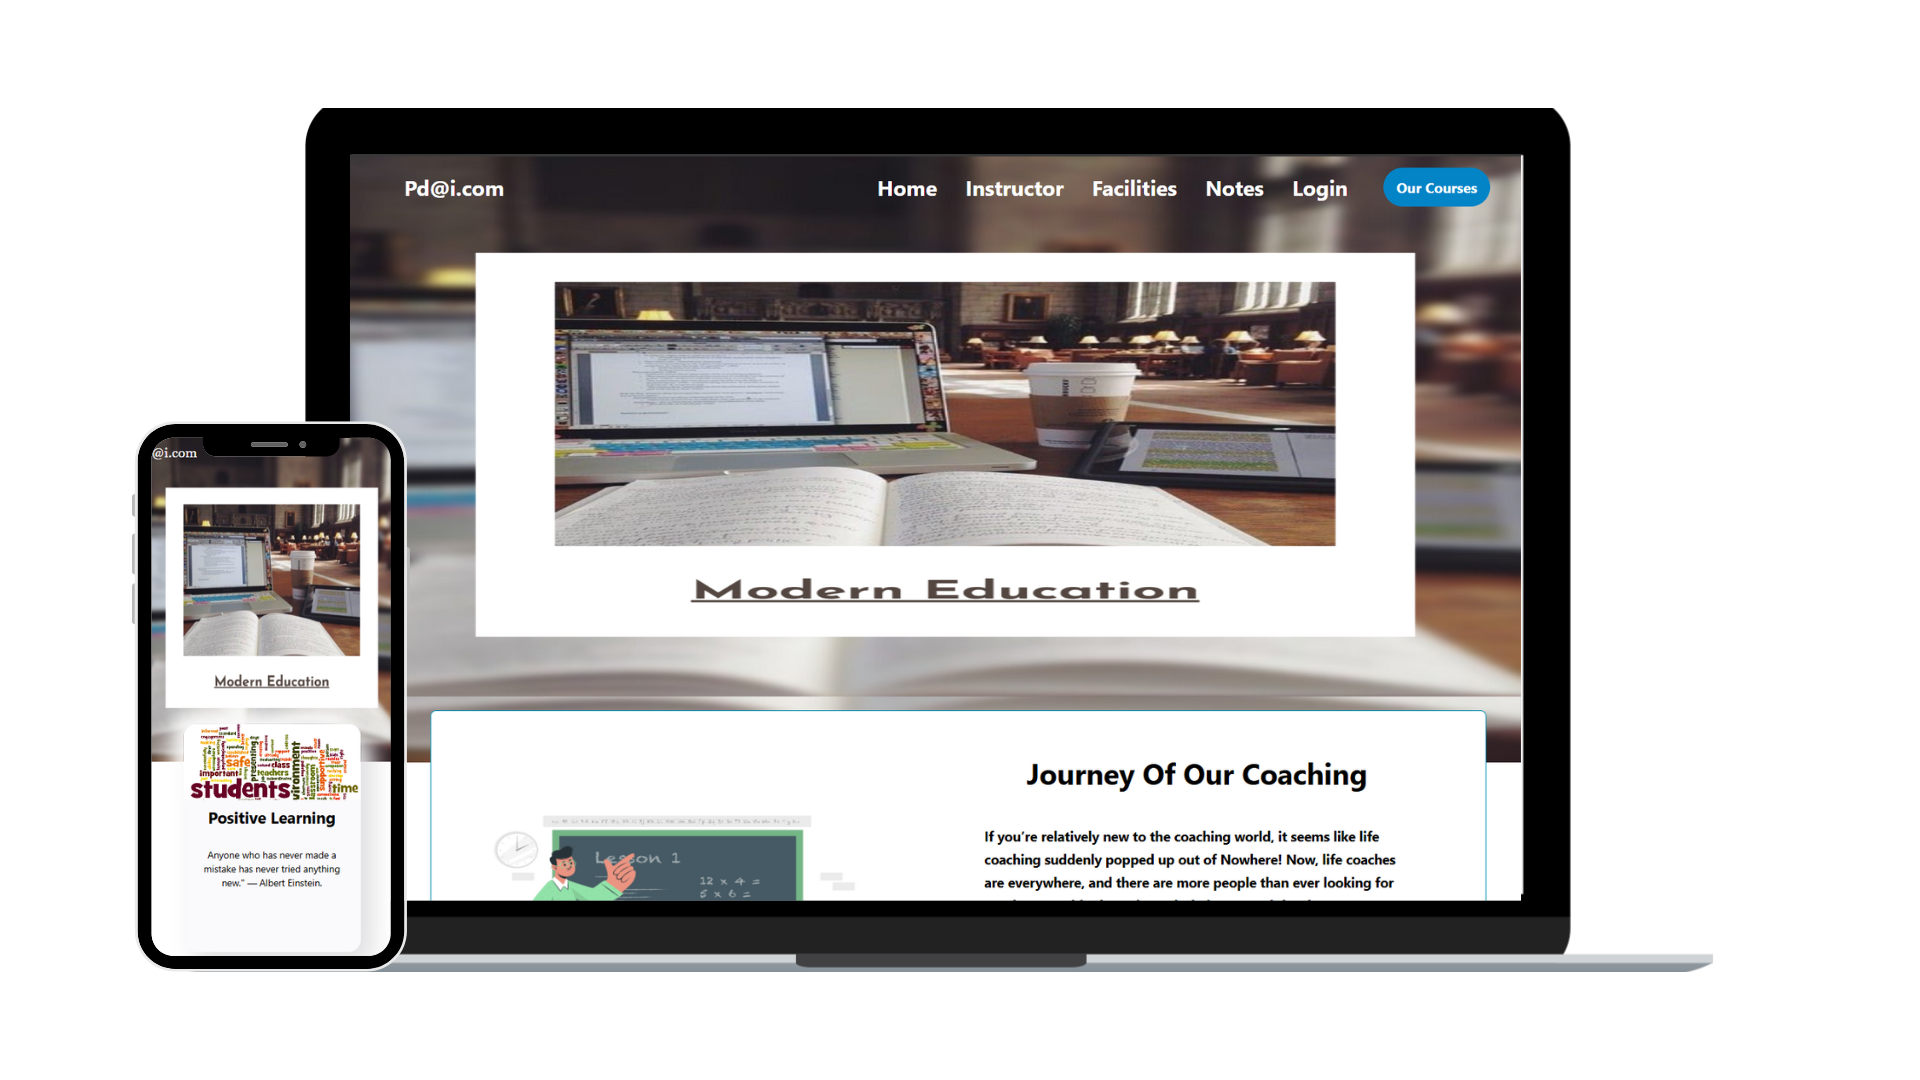 Pd@i.com
Home Instructor Facilities Notes Login Our Courses
Modern Education
Journey Of Our Coaching
If you’re relatively new to the coaching world, it seems like life
coaching suddenly popped up out of Nowhere! Now, life coaches
are everywhere, and there are more people than ever looking for
Lesson 1
12 x 4 =
5 x 6 =
@i.com
Modern Education
safe
class
important
teachers
students
time
Positive Learning
Anyone who has never made a
mistake has never tried anything
new.” — Albert Einstein.